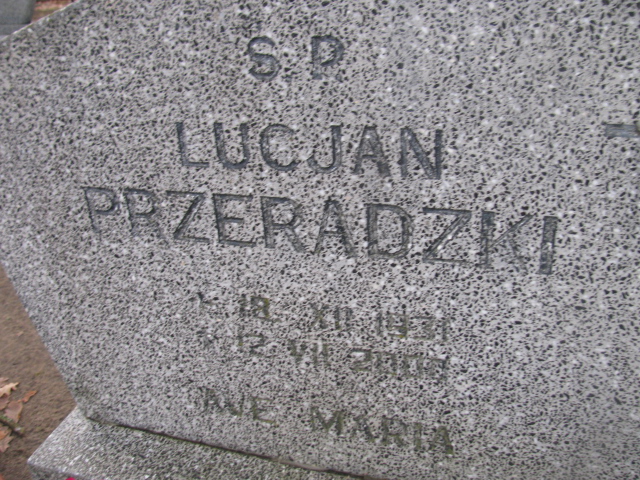 S.P.
LUCJAN
PRZERADZKI
18 XII 1931
12 VII
AVE MARIA